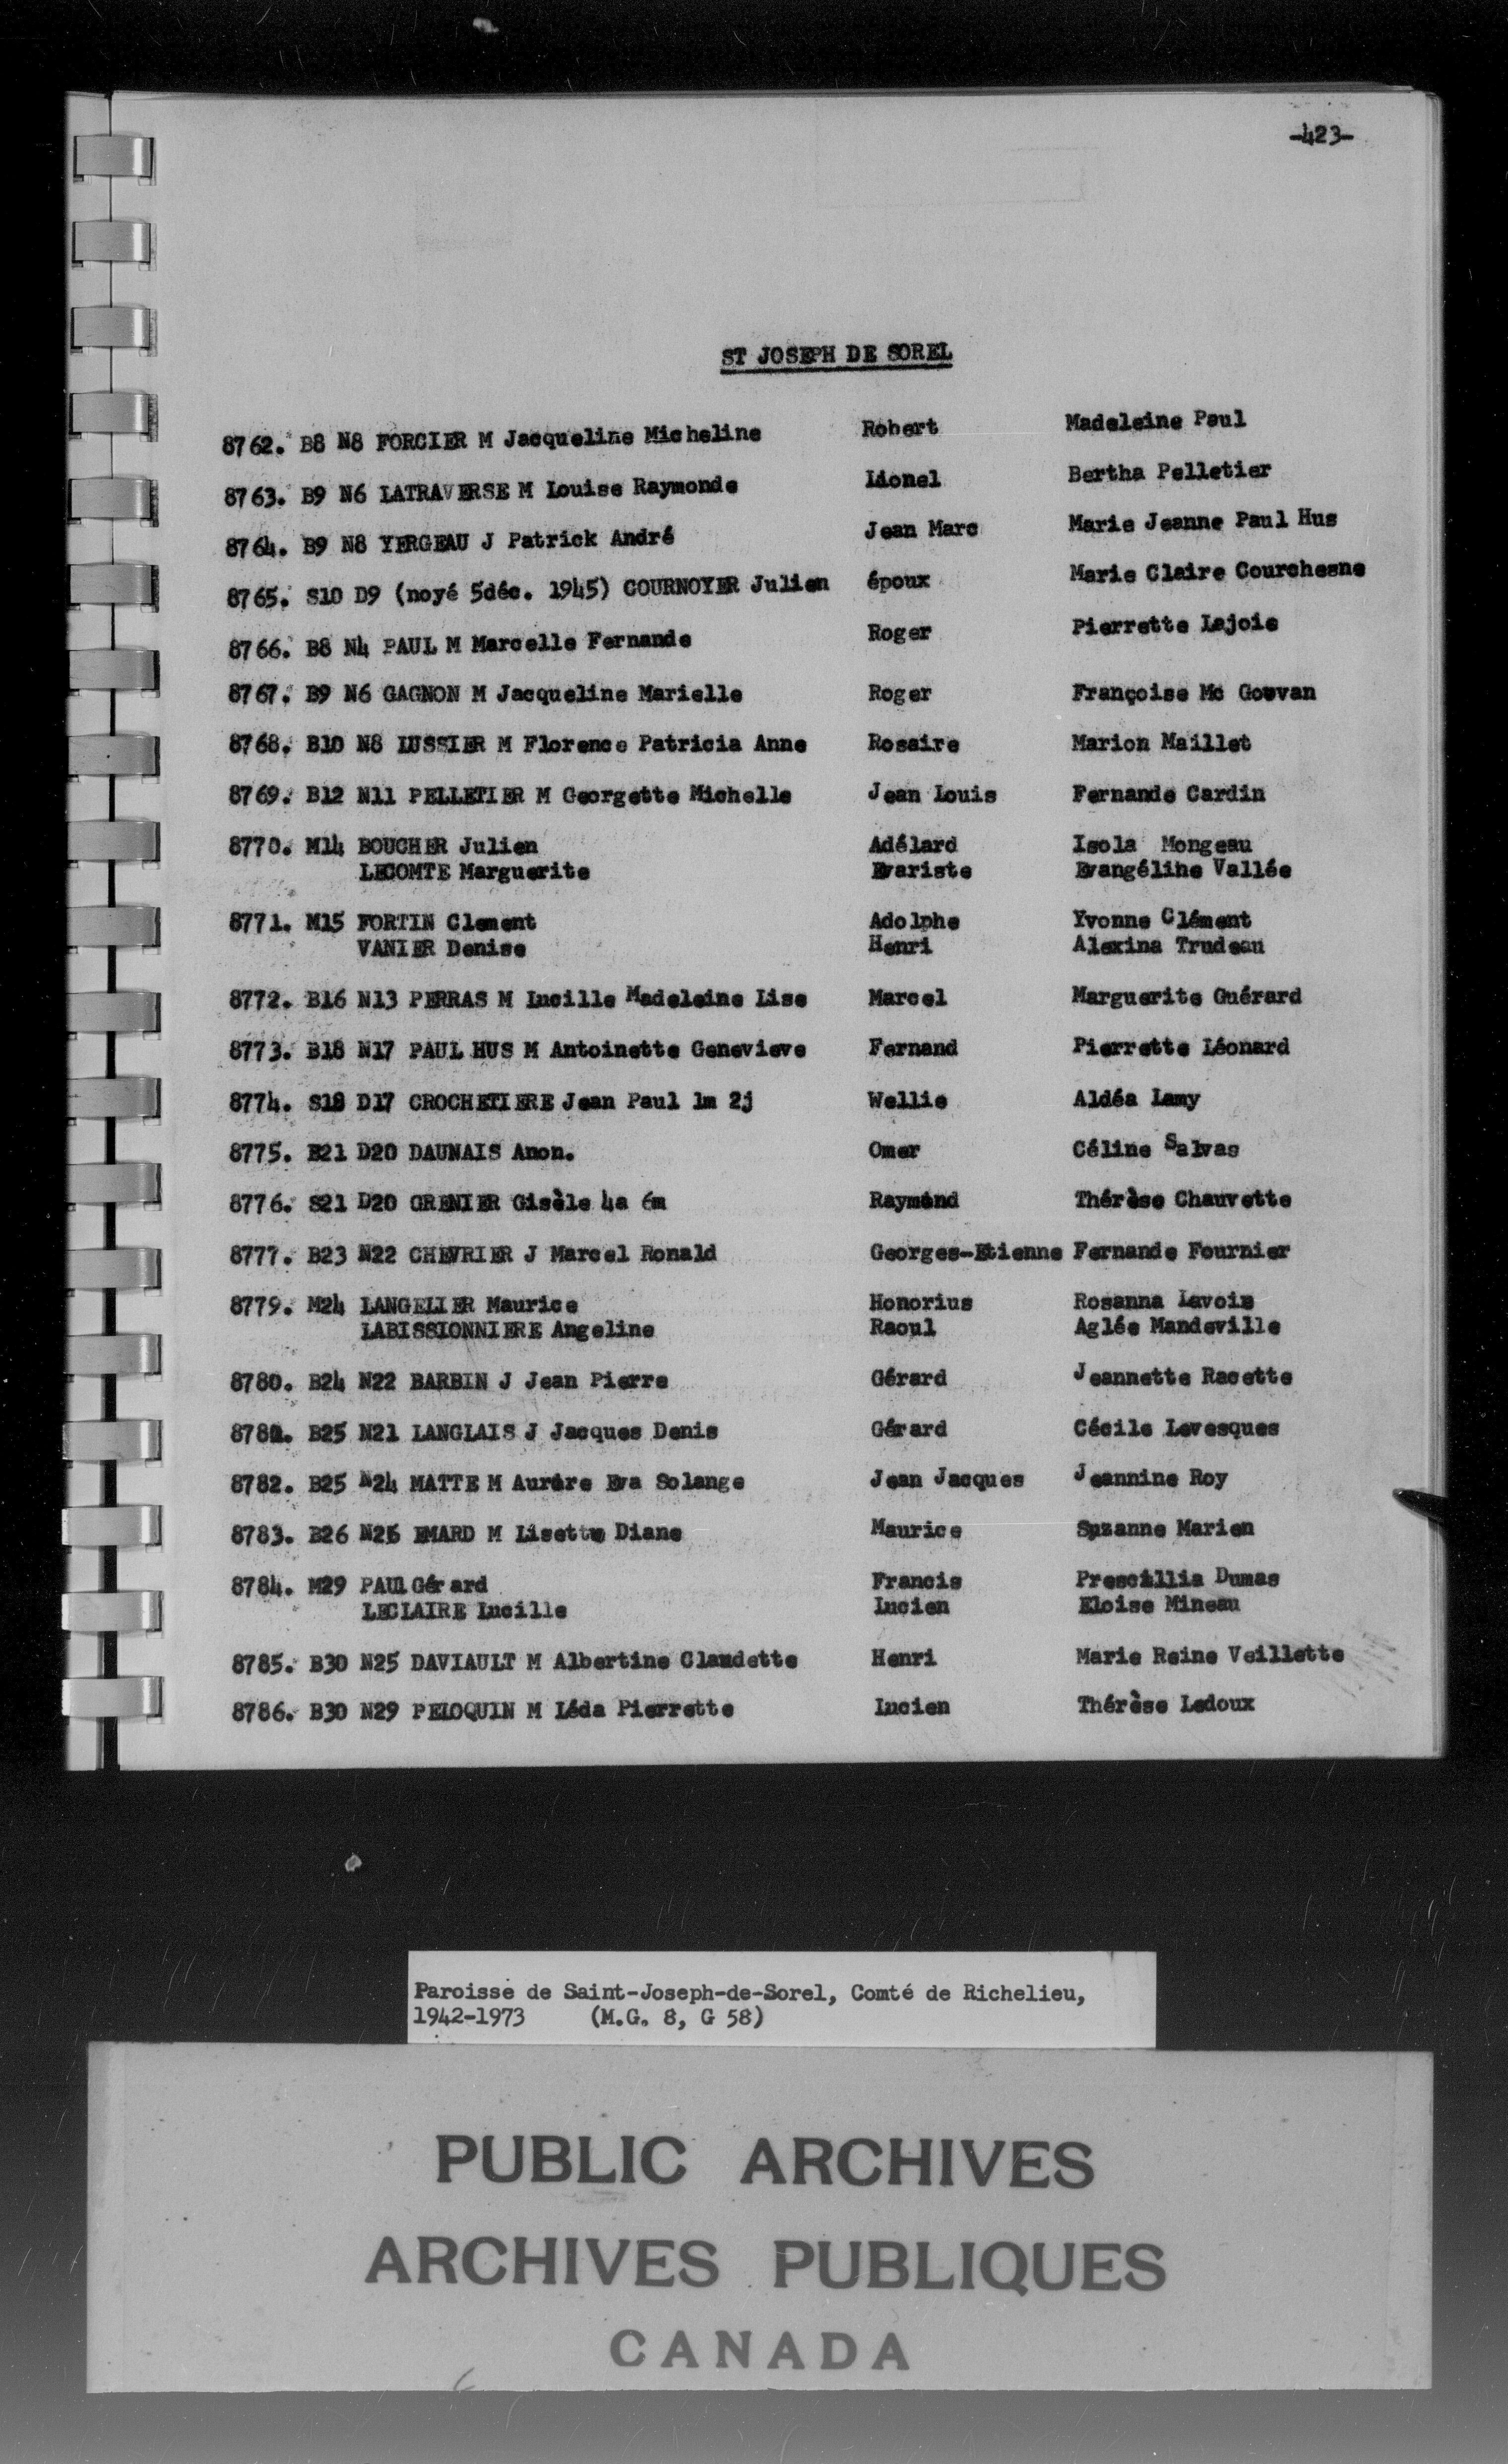 -423-
ST JOSEPH DE SOREL
8762. B8 N8 FORCIER M Jacqueline Micheline Robert Madeleine Paul
8763. B9 N6 LATRAVERSE M Louise Raymonde Lionel Bertha Pelletier
8764. B9 N8 YERGEAU J Patrick André Jean Marc Marie Jeanne Paul Hus
8765. S10 D9 (noyé 5déc. 1945) COURNOYER Julien époux Marie Claire Courchesne
8766. B8 N4 PAUL M Marcelle Fernande Roger Pierrette Lajoie
8767. B9 N6 GAGNON M Jacqueline Marielle Roger Françoise Mc Gowan
8768. B10 N8 LUSSIER M Florence Patricia Anne Rosaire Marion Maillet
8769. B12 N11 PELLETIER M Georgette Michelle Jean Louis Fernande Cardin
8770. M14 BOUCHER Julien Adélard Isola Mongeau
LECOMTE Marguerite Evariste Evangélihe Vallée
8771. M15 FORTIN Clement Adolphe Yvonne Clément
VANIER Denise Henri Alexina Trudeau
8772. B16 N13 PERRAS M Lucille Madeleine Lise Marcel Marguerite Guérard
8773. B18 N17 PAUL HUS M Antoinette Genevieve Fernand Pierrette Léonard
8774. S18 D17 CROCHETIERE Jean Paul 1m 2j Wellie Aldéa Lamy
8775. B21 D20 DAUNAIS Anon. Omer Céline Salvas
8776. S21 D20 GRENIER Gisèle 4a 6m Raymond Thérèse Chauvette
8777. B23 N22 CHEVRIER J Marcel Ronald Georges-Etienne Fernande Fournier
8779. M24 LANGELIER Maurice Honorius Rosanna Lavoie
LABISSIONNIERE Angeline Raoul Aglée Mandeville
8780. B24 N22 BARBIN J Jean Pierre Gérard Jeannette Racette
8781. B25 N21 LANGLAIS J Jacques Denis Gérard Cécile Levesques
8782. B25 N24 MATTE M Aurore Eva Solange Jean Jacques Jeannine Roy
8783. B26 EMARD M Lisette Diane Maurice Suzanne Marien
8784. M29 PAUl Gérard Francis Prescillia Dumas
LECLAIRE Lucille Lucien Eloise Mineau
8785. B30 N25 DAVIAULT M Albertine Claudette Henri Marie Reine Veillette
8786. B30 N29 PELOQUIN M Léda Pierrette Lucien Thérèse Ledoux
Paroisse de Saint-Joseph-de-Sorel, Comté de Richelieu,
1942-1973 (M.G. 8, G 58)
PUBLIC ARCHIVES
ARCHIVES PUBLIQUES
CANADA